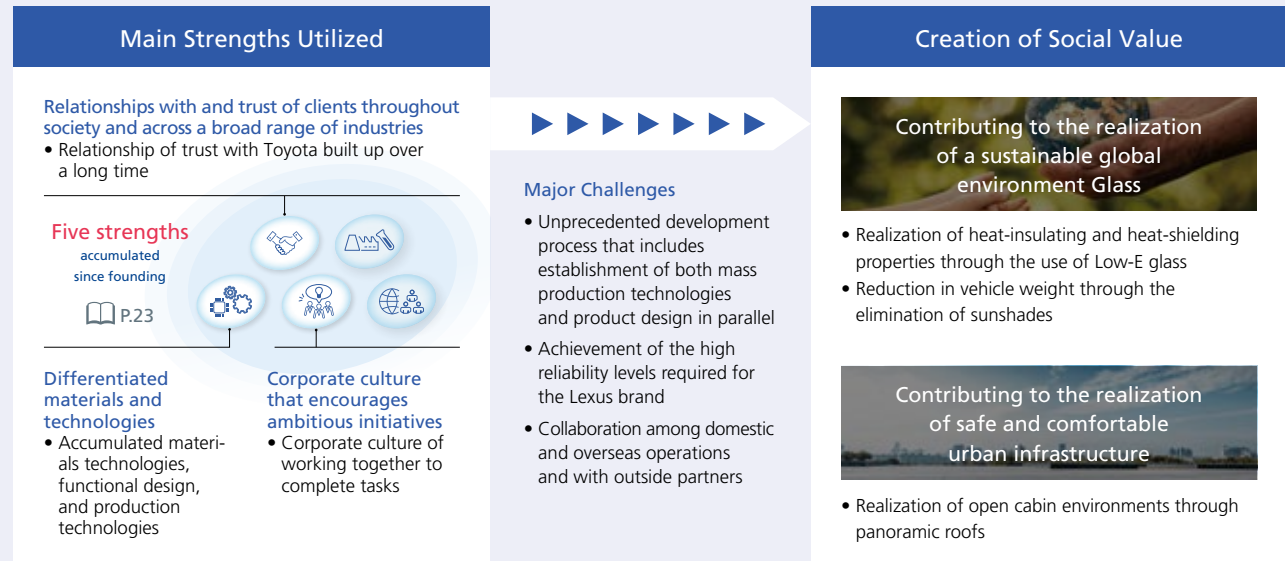 Main Strengths Utilized
Relationships with and trust of clients throughout
society and across a broad range of industries
• Relationship of trust with Toyota built up over
a long time
Five strengths
accumulated
since founding
P.23
Differentiated
materials and
technologies
• Accumulated materi-
als technologies,
functional design,
and production
technologies
Corporate culture
that encourages
ambitious initiatives
• Corporate culture of
working together to
complete tasks
Major Challenges
• Unprecedented development
process that includes
establishment of both mass
production technologies
and product design in parallel
• Achievement of the high
reliability levels required for
the Lexus brand
• Collaboration among domestic
and overseas operations
and with outside partners
Creation of Social Value
Contributing to the realization
of a sustainable global
environment Glass
• Realization of heat-insulating and heat-shielding
properties through the use of Low-E glass
• Reduction in vehicle weight through the
elimination of sunshades
Contributing to the realization
of safe and comfortable
urban infrastructure
• Realization of open cabin environments through
panoramic roofs